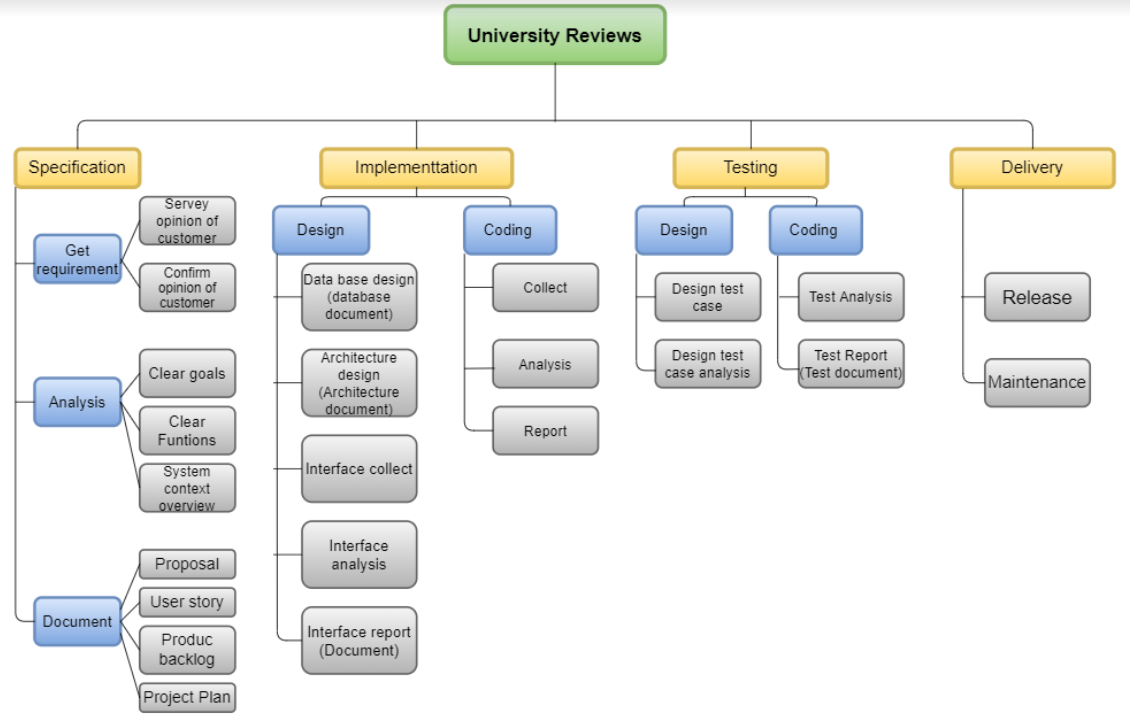 University Reviews
Specification
Implementtation
Testing
Delivery
Get
requirement
Servey
opinion of
customer
Confirm
opinion of
customer
Analysis
Clear goals
Clear
Funtions
System
context
overview
Document
Proposal
User story
Produc
backlog
Project Plan
Design
Data base design
(database
document)
Architecture
design
(Architecture
document)
Interface collect
Interface
analysis
Interface report
(Document)
Coding
Collect
Analysis
Report
Design
Design test
case
Design test
case analysis
Coding
Test Analysis
Test Report
(Test document)
Release
Maintenance